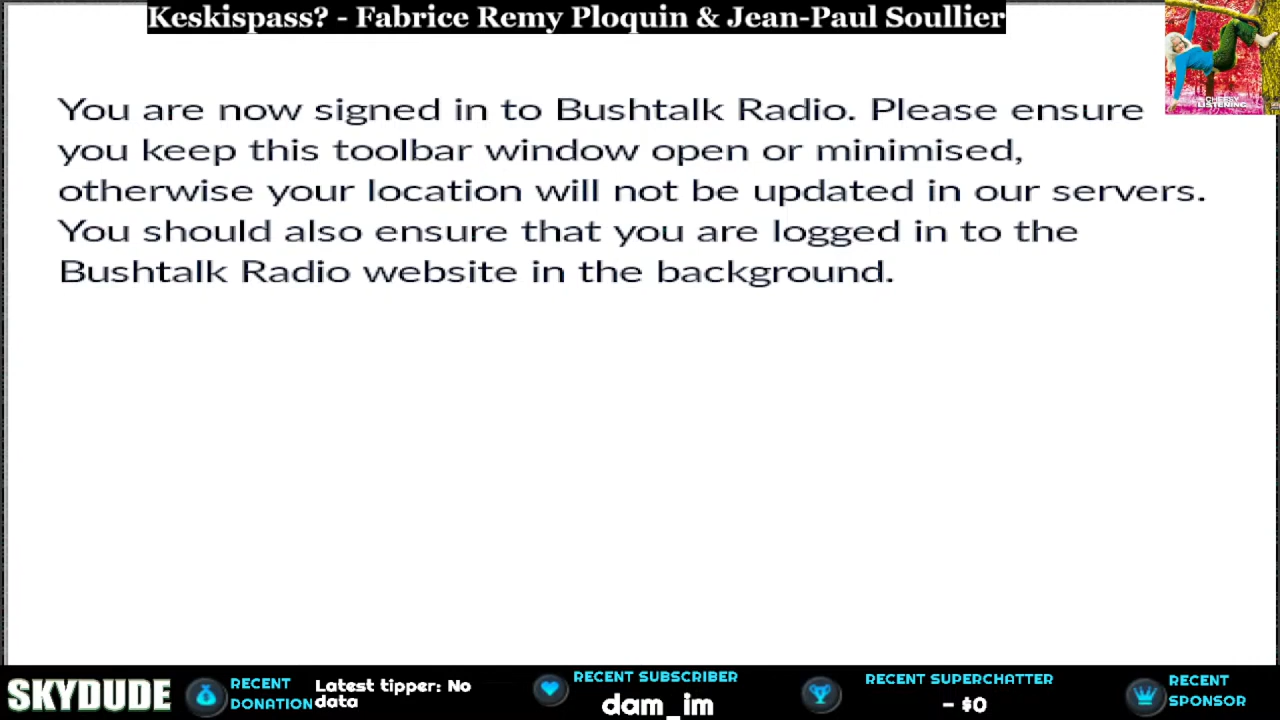 Keskispass? - Fabrice Remy Ploquin & Jean-Paul Soullier
CHEESY
LISTENING
You are now signed in to Bushtalk Radio. Please ensure
you keep this toolbar window open or minimised,
otherwise your location will not be updated in our servers.
You should also ensure that you are logged in to the
Bushtalk Radio website in the background.
SKYDUDE
RECENT
DONATION
Latest tipper: No
data
RECENT SUBSCRIBER
dam_im
RECENT SUPERCHATTER
- $0
RECENT
SPONSOR